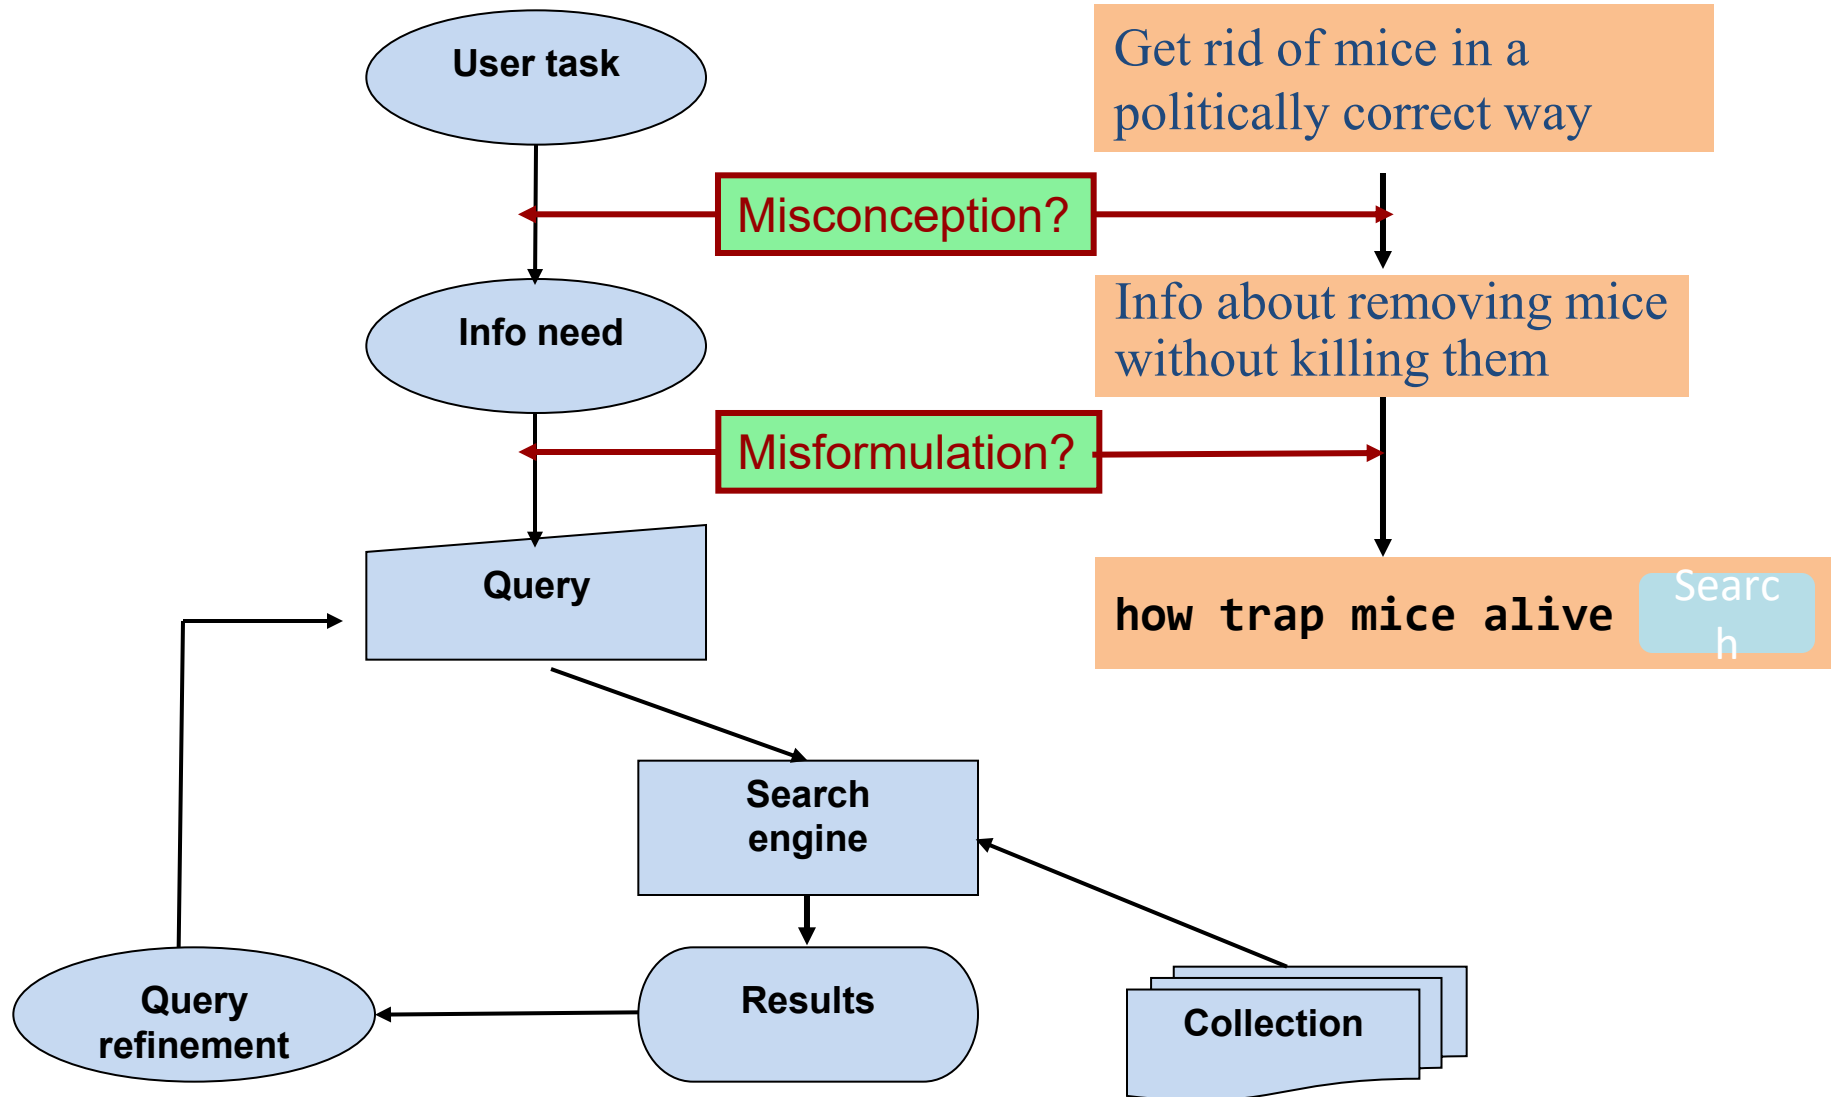 User task
Get rid of mice in a
politically correct way
Misconception?
Info need
Info about removing mice
without killing them
Misformulation?
Query
how trap mice alive
Searc
h
Search
engine
Results
Query
refinement
Collection